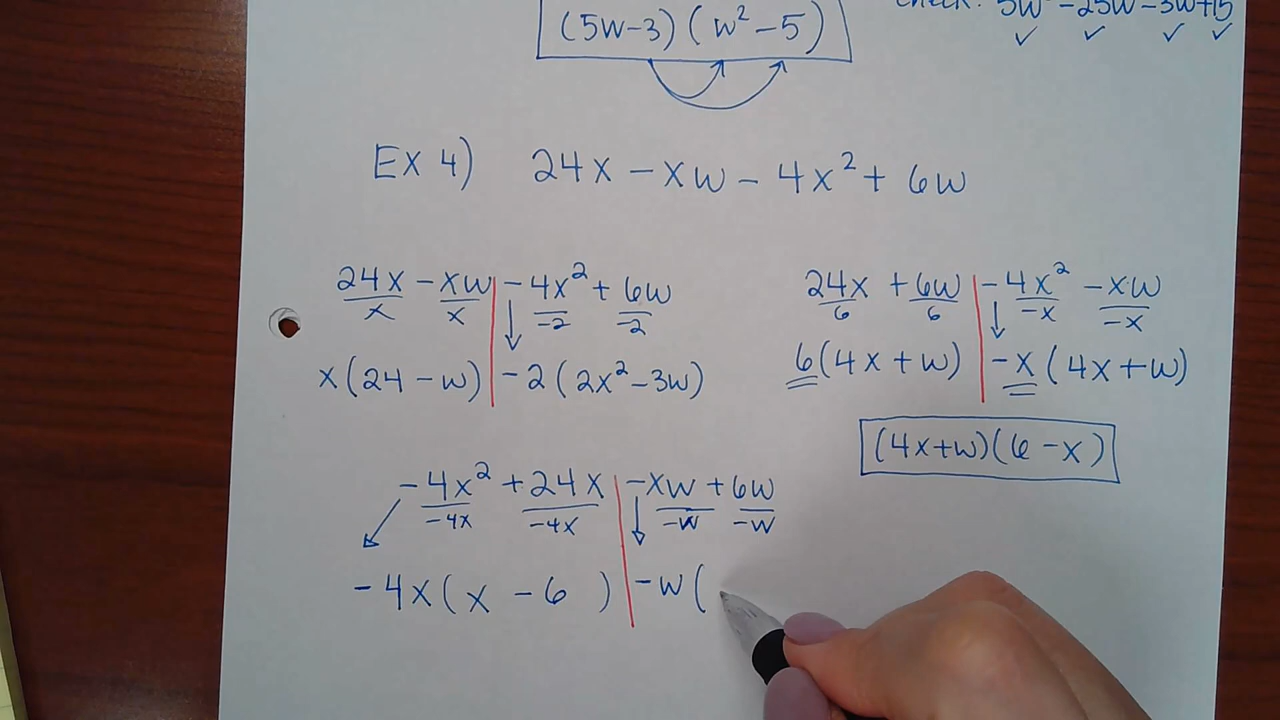 check: 5w -25w -3w+15
(5w-3)(w²-5)
✓ ✓ ✓ ✓
EX 4) 24x - xw - 4x² + 6w
24x - xw | - 4x² + 6w
x x -2 -2
x(24 - w) | -2(2x² - 3w)
24x + 6w | - 4x² - xw
6 6 -x -x
6(4x + w) | -x(4x + w)
(4x+w)(6-x)
-4x² + 24x | -xw + 6w
-4x -4x -w -w
-4x(x - 6) | -w(